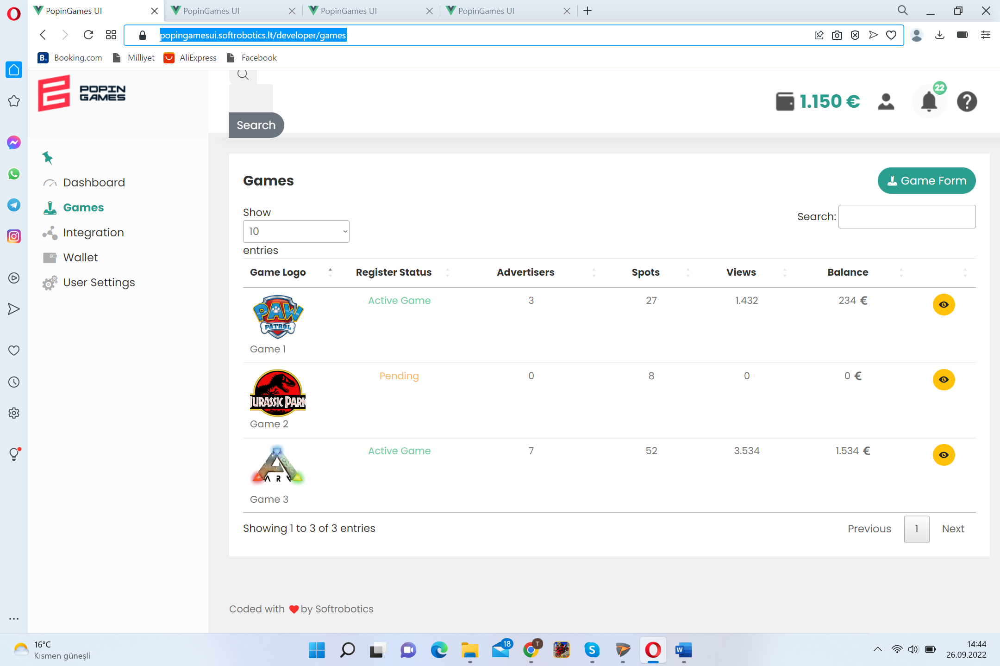 PopinGames UI
PopinGames UI
PopinGames UI
PopinGames UI
popingamesui.softrobotics.lt/developer/games
B. Booking.com Milliyet AliExpress Facebook
POPIN
GAMES
Search
1.150 €
22
Dashboard
Games
Integration
Wallet
User Settings
Games
Game Form
Show
10
entries
Search:
Game Logo Register Status Advertisers Spots Views Balance
PAW
PATROL
Game 1
Active Game 3 27 1.432 234 €
JURASSIC PARK
Game 2
Pending 0 8 0 0 €
ARK
Game 3
Active Game 7 52 3.534 1.534 €
Showing 1 to 3 of 3 entries
Previous 1 Next
Coded with by Softrobotics
16°C
Kısmen güneşli
18
T
S
W
14:44
26.09.2022